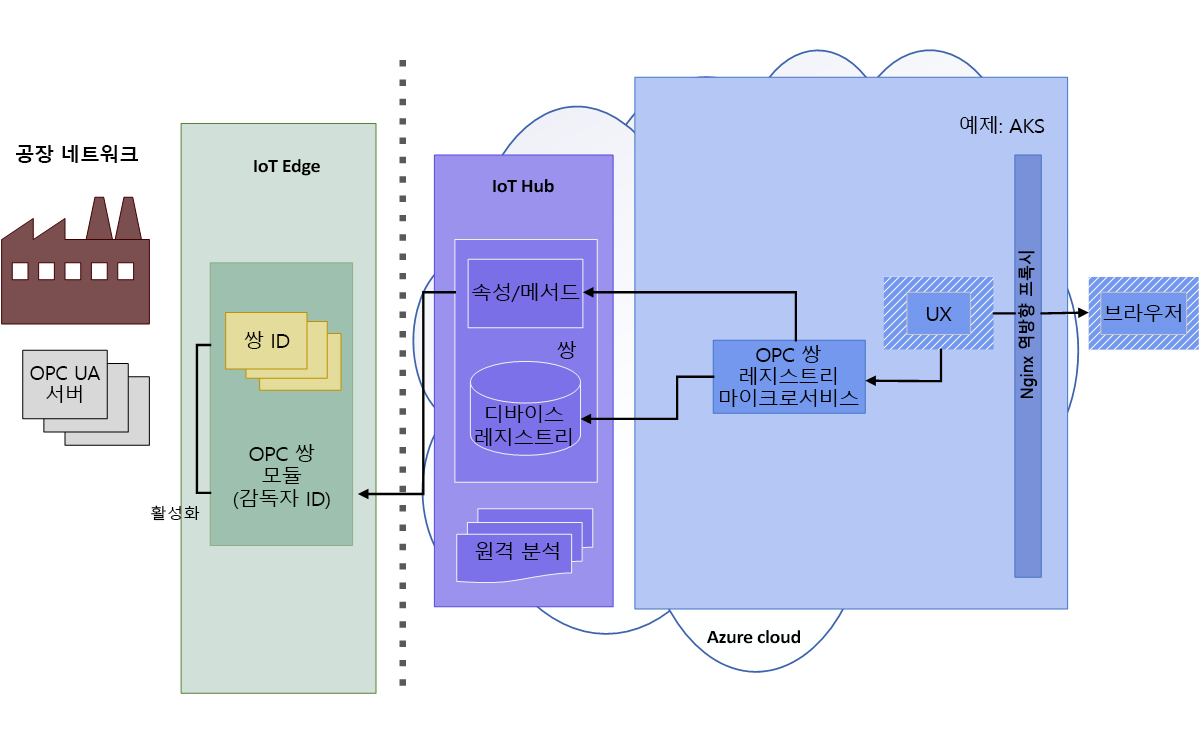 공장 네트워크
OPC UA
서버
IoT Edge
쌍 ID
OPC 쌍
모듈
(감독자 ID)
활성화
IoT Hub
속성/메서드
쌍
디바이스
레지스트리
원격 분석
예제: AKS
OPC 쌍
레지스트리
마이크로서비스
UX
Nginx 역방향 프록시
브라우저
Azure cloud